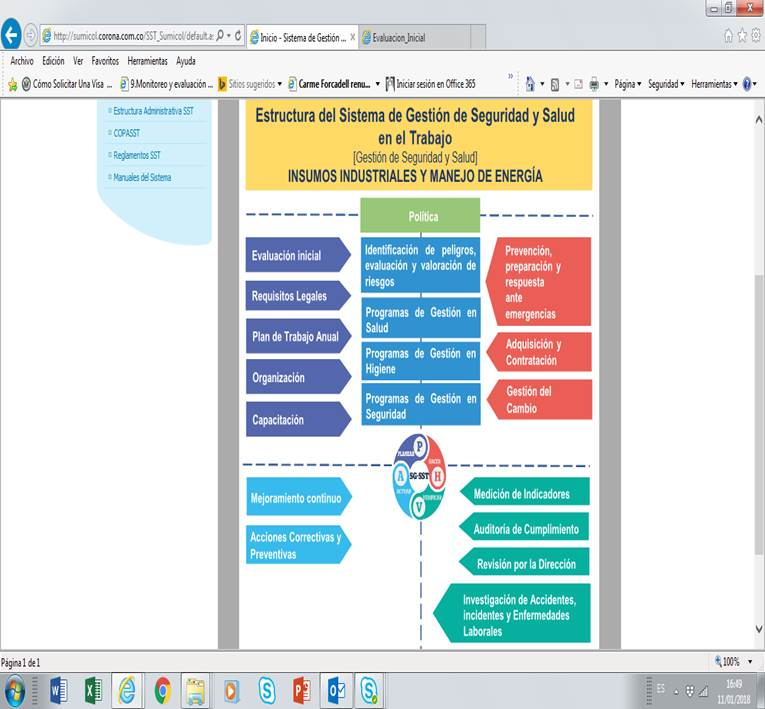 http://sumicol.corona.com.co/SST_Sumicol/default.as
Inicio - Sistema de Gestión ...
Evaluacion_Inicial
Archivo Edición Ver Favoritos Herramientas Ayuda
Cómo Solicitar Una Visa ...
9.Monitoreo y evaluación ...
Sitios sugeridos
Carme Forcadell renu...
Iniciar sesión en Office 365
»
Página
Seguridad
Herramientas
Estructura Administrativa SST
COPASST
Reglamentos SST
Manuales del Sistema
Estructura del Sistema de Gestión de Seguridad y Salud
en el Trabajo
[Gestión de Seguridad y Salud]
INSUMOS INDUSTRIALES Y MANEJO DE ENERGÍA
Política
Evaluación inicial
Requisitos Legales
Plan de Trabajo Anual
Organización
Capacitación
Identificación de peligros,
evaluación y valoración de
riesgos
Programas de Gestión en
Salud
Programas de Gestión en
Higiene
Programas de Gestión en
Seguridad
Prevención,
preparación y
respuesta
ante
emergencias
Adquisición y
Contratación
Gestión del
Cambio
PLANEAR
P
HACER
H
SG-SST
A
ACTUAR
V
VERIFICAR
Mejoramiento continuo
Acciones Correctivas y
Preventivas
Medición de Indicadores
Auditoría de Cumplimiento
Revisión por la Dirección
Investigación de Accidentes,
incidentes y Enfermedades
Laborales
Página 1 de 1
100%
ES
16:49
11/01/2018